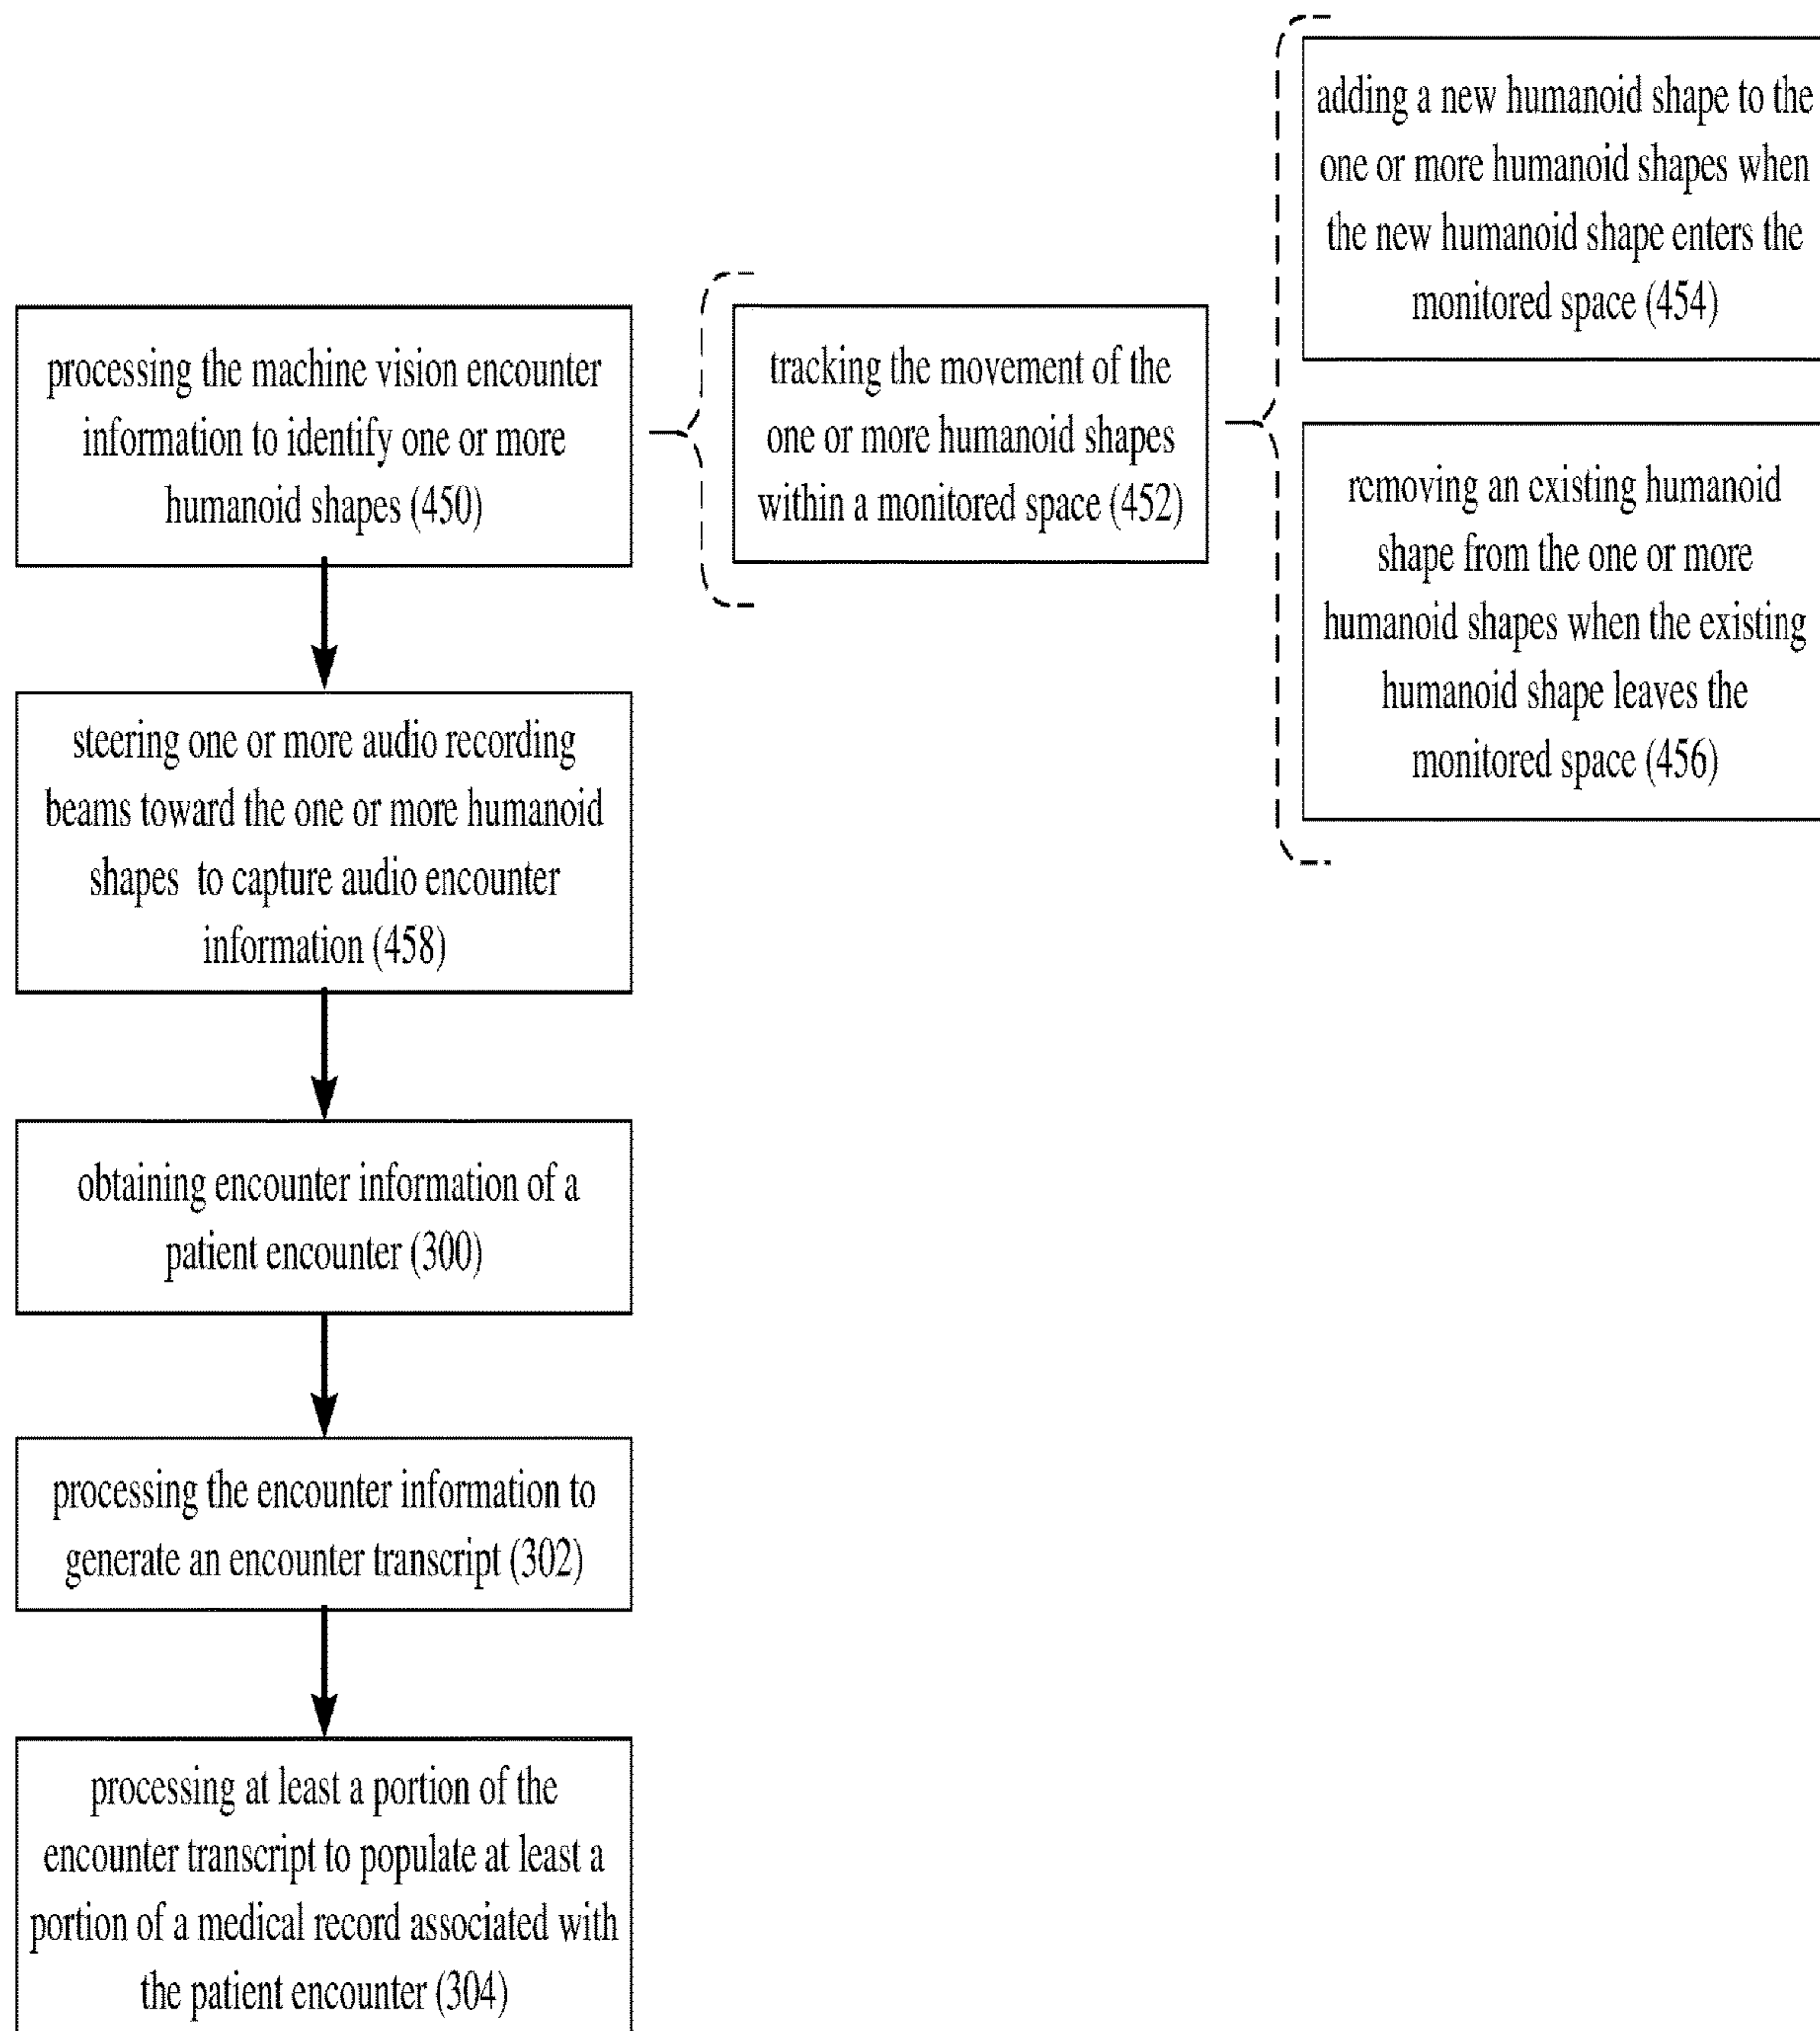 processing the machine vision encounter
information to identify one or more
humanoid shapes (450)
tracking the movement of the
one or more humanoid shapes
within a monitored space (452)
adding a new humanoid shape to the
one or more humanoid shapes when
the new humanoid shape enters the
monitored space (454)
removing an existing humanoid
shape from the one or more
humanoid shapes when the existing
humanoid shape leaves the
monitored space (456)
steering one or more audio recording
beams toward the one or more humanoid
shapes to capture audio encounter
information (458)
obtaining encounter information of a
patient encounter (300)
processing the encounter information to
generate an encounter transcript (302)
processing at least a portion of the
encounter transcript to populate at least a
portion of a medical record associated with
the patient encounter (304)